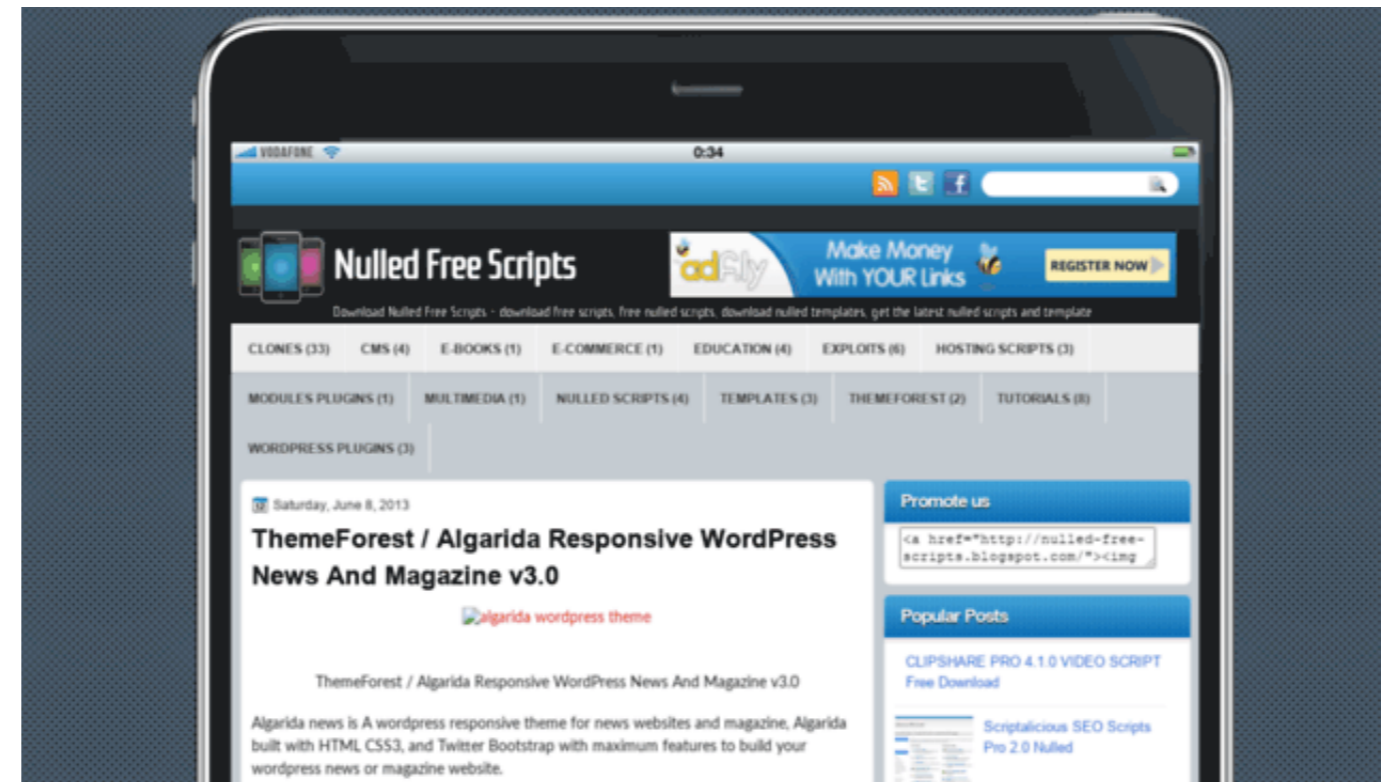 VODAFONE
0:34
Nulled Free Scripts
adf.ly
Make Money
With YOUR Links
REGISTER NOW
Download Nulled Free Scripts - download free scripts, free nulled scripts, download nulled templates, get the latest nulled scripts and template
CLONES (33) CMS (4) E-BOOKS (1) E-COMMERCE (1) EDUCATION (4) EXPLOITS (6) HOSTING SCRIPTS (3)
MODULES PLUGINS (1) MULTIMEDIA (1) NULLED SCRIPTS (4) TEMPLATES (3) THEMEFOREST (2) TUTORIALS (8)
WORDPRESS PLUGINS (3)
Saturday, June 8, 2013
ThemeForest / Algarida Responsive WordPress
News And Magazine v3.0
algarida wordpress theme
ThemeForest / Algarida Responsive WordPress News And Magazine v3.0
Algarida news is A wordpress responsive theme for news websites and magazine, Algarida
built with HTML CSS3, and Twitter Bootstrap with maximum features to build your
wordpress news or magazine website.
Promote us
<a href="http://nulled-free-
scripts.blogspot.com/"><img
Popular Posts
CLIPSHARE PRO 4.1.0 VIDEO SCRIPT
Free Download
Scriptalicious SEO Scripts
Pro 2.0 Nulled